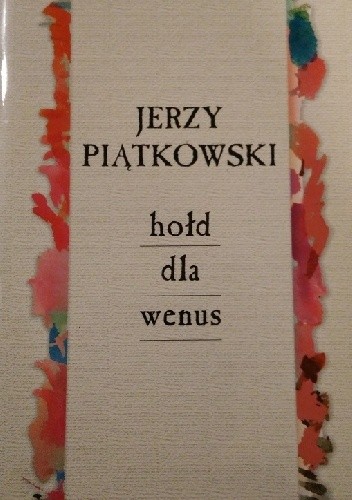 JERZY
PIĄTKOWSKI
hołd
dla
wenus